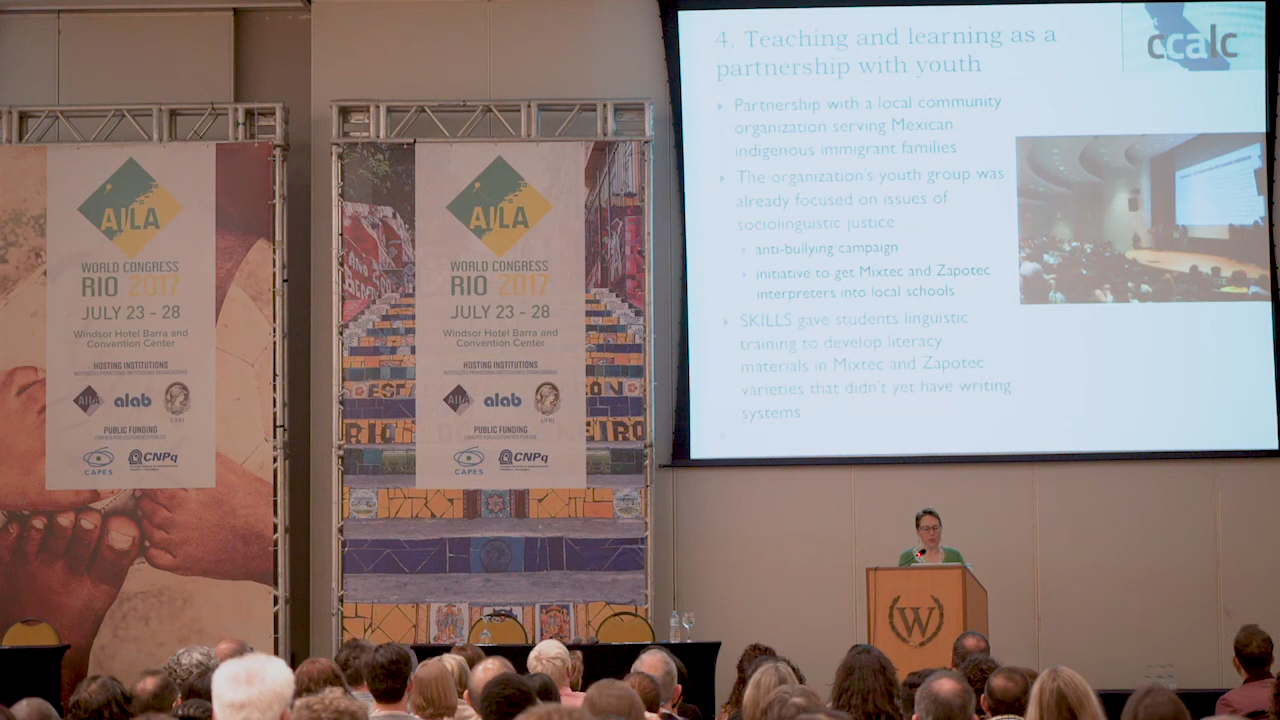 AILA
WORLD CONGRESS
RIO 2017
JULY 23 - 28
Windsor Hotel Barra and
Convention Center
HOSTING INSTITUTIONS
AILA
alab
UFRJ
PUBLIC FUNDING
CAPES
CNPq
AILA
WORLD CONGRESS
RIO 2017
JULY 23 - 28
Windsor Hotel Barra and
Convention Center
HOSTING INSTITUTIONS
AILA
alab
UFRJ
PUBLIC FUNDING
CAPES
CNPq
RIO
EIRO
4. Teaching and learning as a
partnership with youth
ccalc
Partnership with a local community
organization serving Mexican
indigenous immigrant families
The organization's youth group was
already focused on issues of
sociolinguistic justice
anti-bullying campaign
initiative to get Mixtec and Zapotec
interpreters into local schools
SKILLS gave students linguistic
training to develop literacy
materials in Mixtec and Zapotec
varieties that didn't yet have writing
systems
W